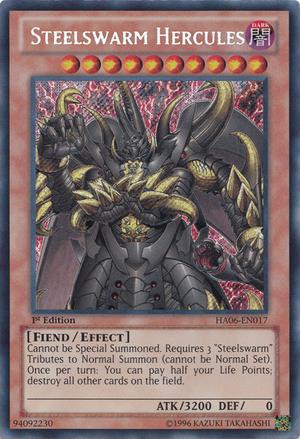 STEELSWARM HERCULES
DARK
闇
1st Edition
HA06-EN017
[FIEND / EFFECT]
Cannot be Special Summoned. Requires 3 "Steelswarm"
Tributes to Normal Summon (cannot be Normal Set).
Once per turn: You can pay half your Life Points;
destroy all other cards on the field.
ATK/3200 DEF/ 0
94092230
©1996 KAZUKI TAKAHASHI